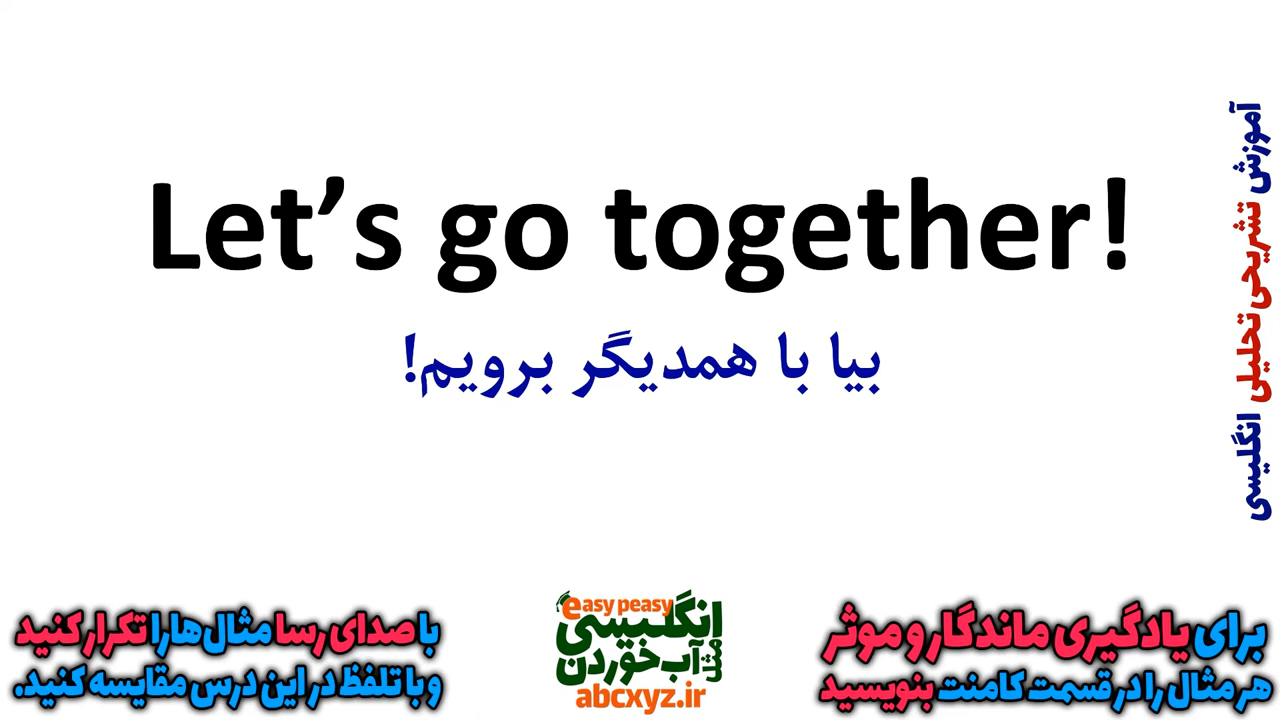 Let's go together!
بیا با همدیگر برویم!
آموزش تشریحی تحلیلی انگلیسی
برای یادگیری ماندگار و موثر
هر مثال را در قسمت کامنت بنویسید
easy peasy
انگلیسی
مثل آب خوردن
abcxyz.ir
با صدای رسا مثال‌ها را تکرار کنید
و با تلفظ در این درس مقایسه کنید.